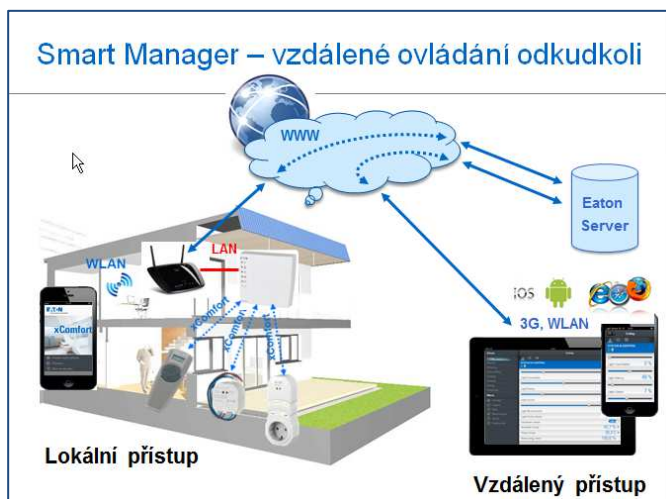 Smart Manager – vzdálené ovládání odkudkoli
WWW
Eaton
Server
LAN
WLAN
EATON
xComfort
xComfort
xComfort
xComfort
iOS
3G, WLAN
Lokální přístup
Vzdálený přístup